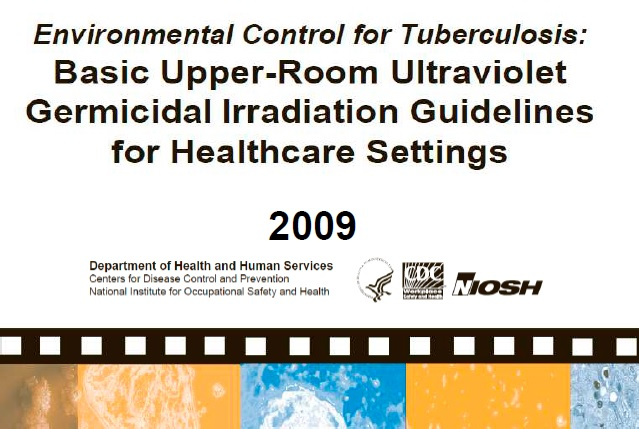 Environmental Control for Tuberculosis:
Basic Upper-Room Ultraviolet
Germicidal Irradiation Guidelines
for Healthcare Settings
2009
Department of Health and Human Services
Centers for Disease Control and Prevention
National Institute for Occupational Safety and Health
CDC
NIOSH